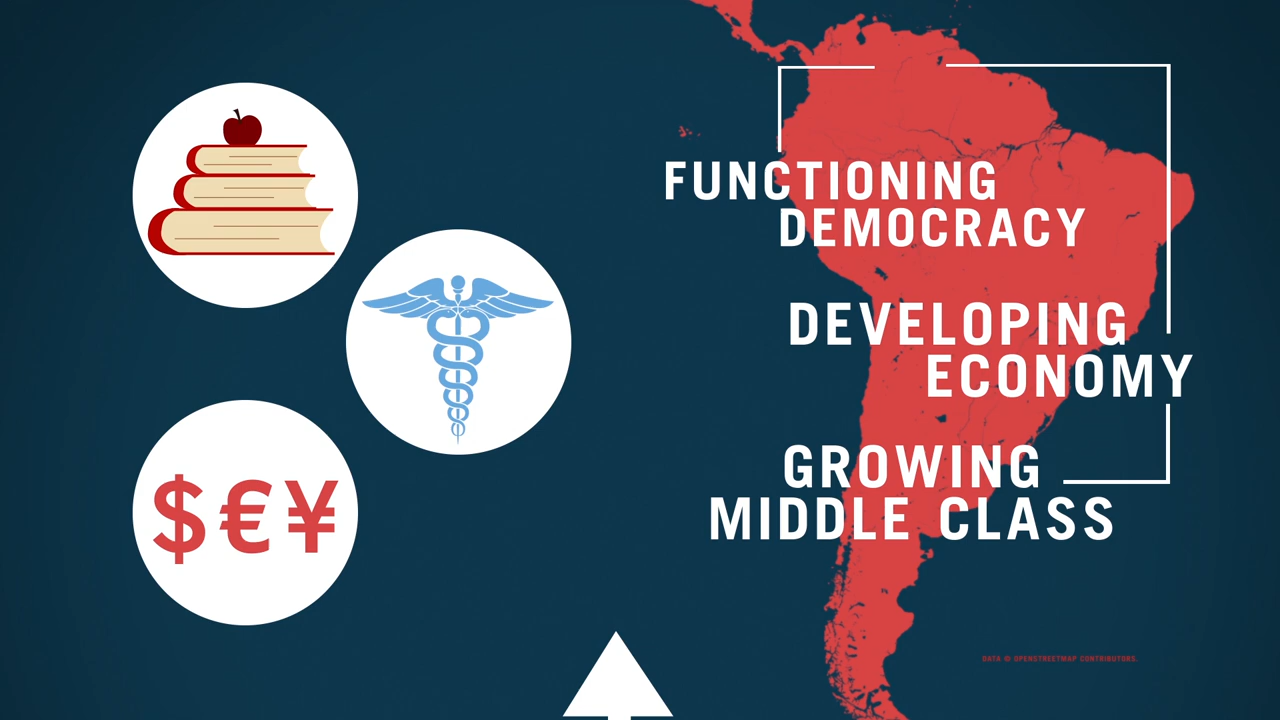 FUNCTIONING
DEMOCRACY
DEVELOPING
ECONOMY
GROWING
MIDDLE CLASS
$€¥
DATA © OPENSTREETMAP CONTRIBUTORS.